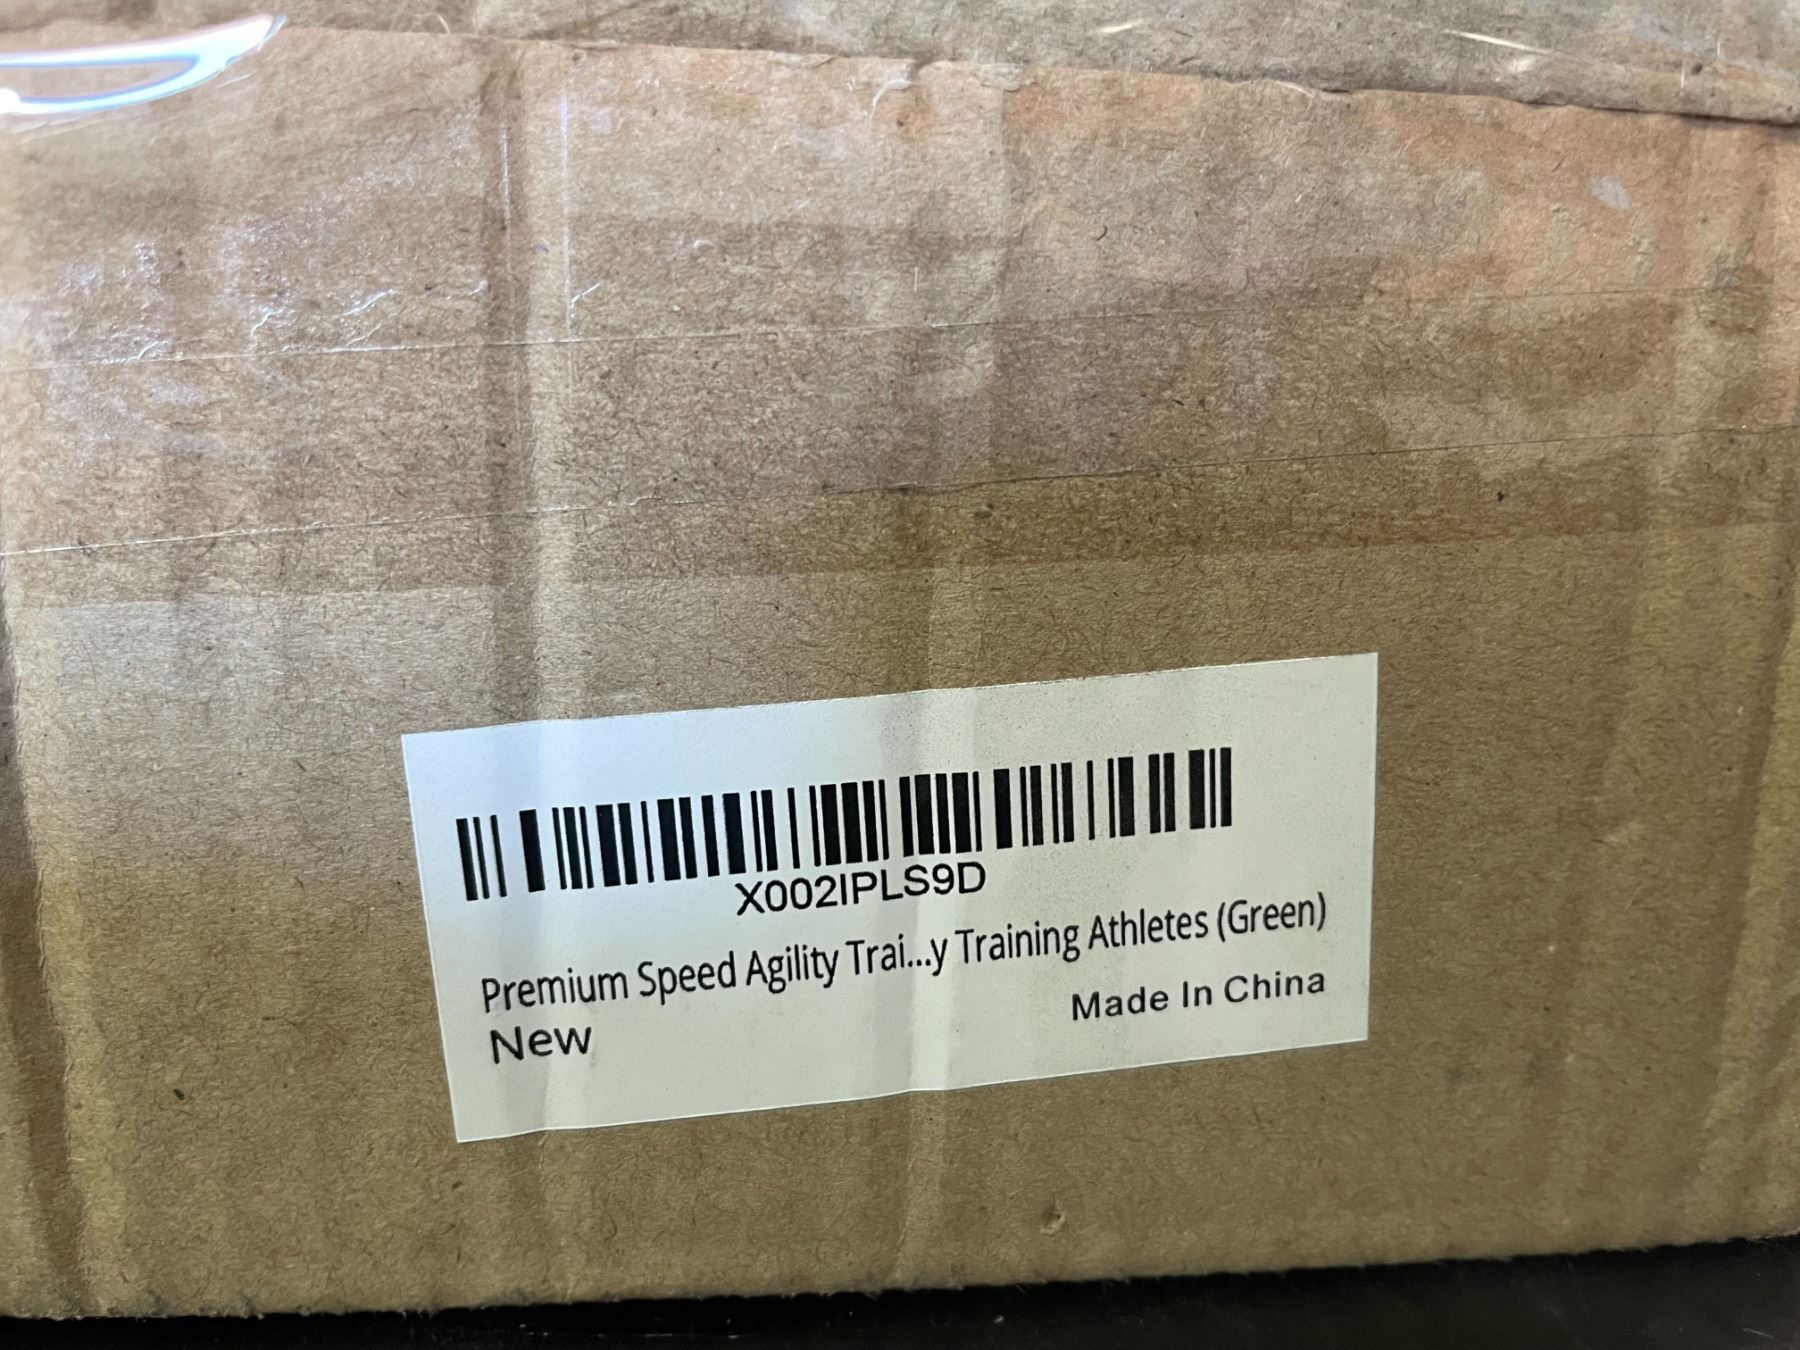 X002IPLS9D
Premium Speed Agility Trai...y Training Athletes (Green)
New
Made In China